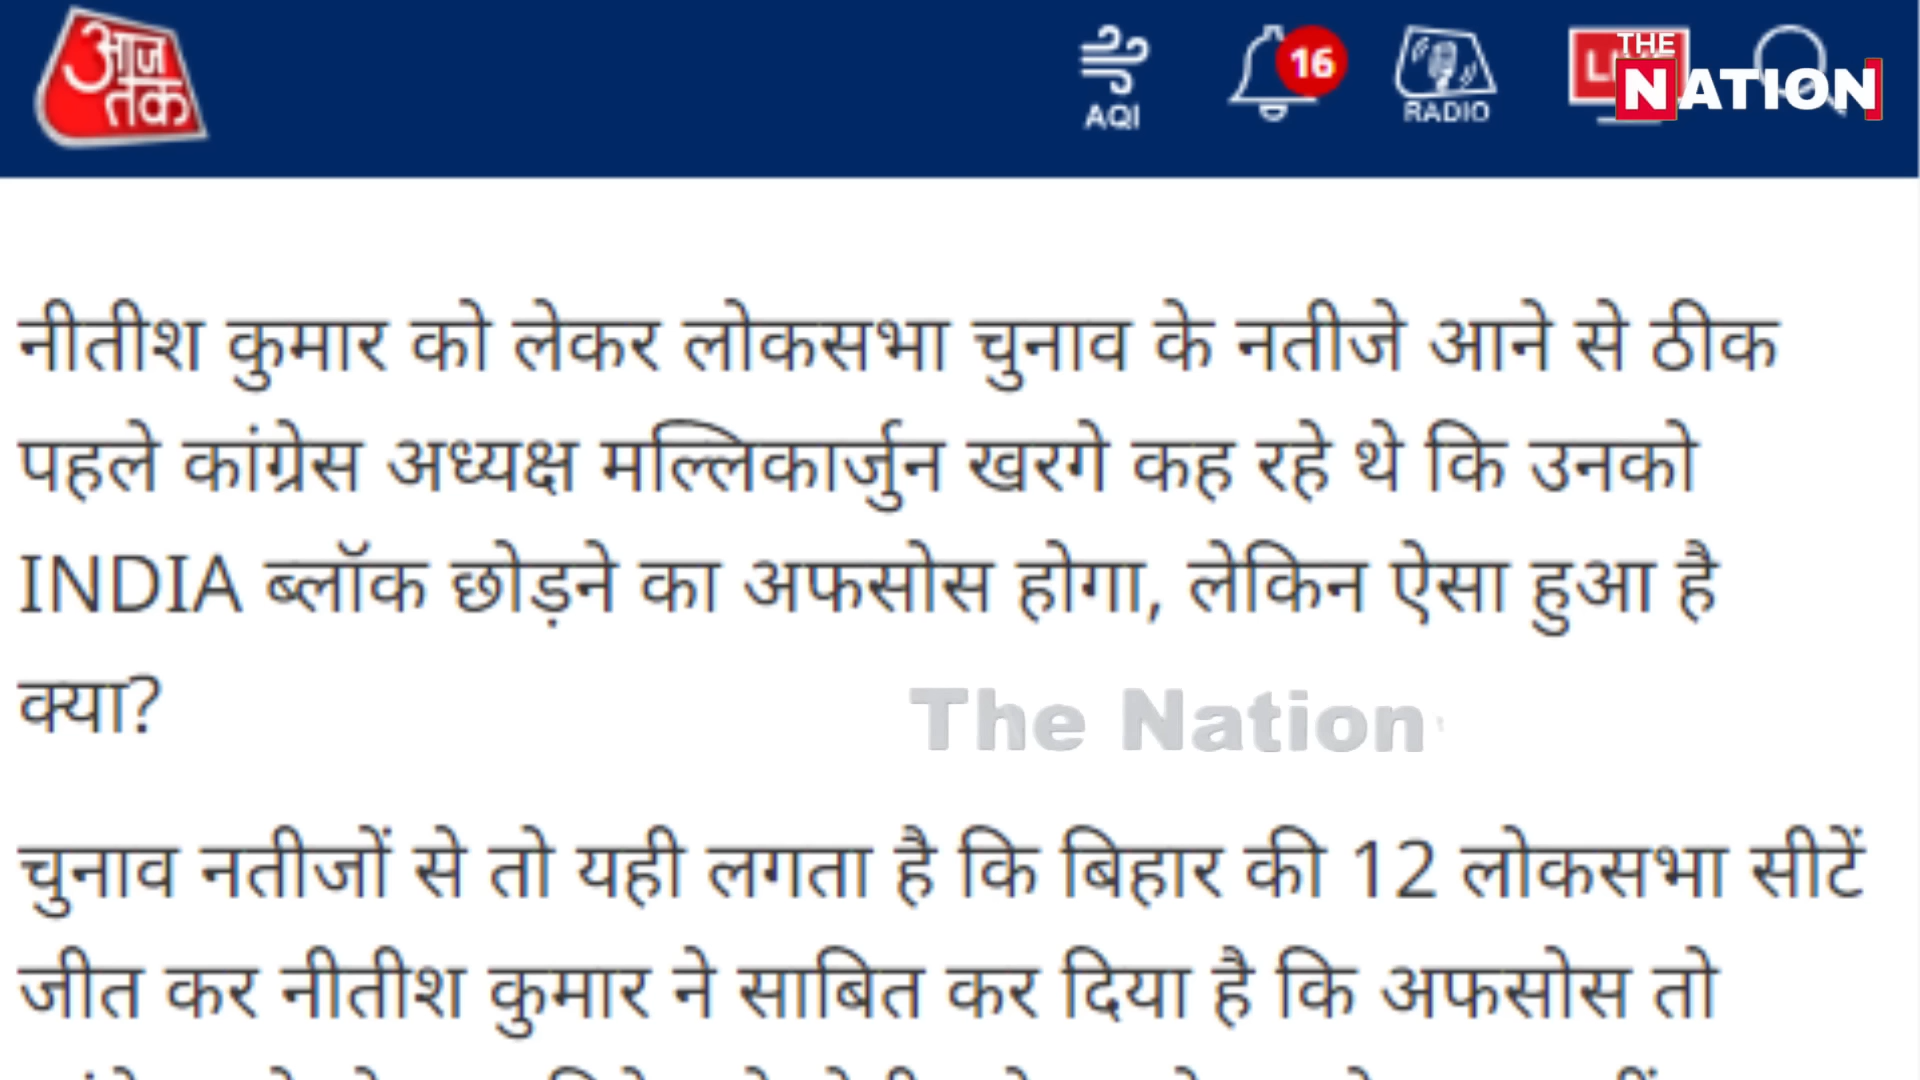 आज
तक
AQI
16
RADIO
THE
NATION
नीतीश कुमार को लेकर लोकसभा चुनाव के नतीजे आने से ठीक
पहले कांग्रेस अध्यक्ष मल्लिकार्जुन खरगे कह रहे थे कि उनको
INDIA ब्लॉक छोड़ने का अफसोस होगा, लेकिन ऐसा हुआ है
क्या?
The Nation
चुनाव नतीजों से तो यही लगता है कि बिहार की 12 लोकसभा सीटें
जीत कर नीतीश कुमार ने साबित कर दिया है कि अफसोस तो